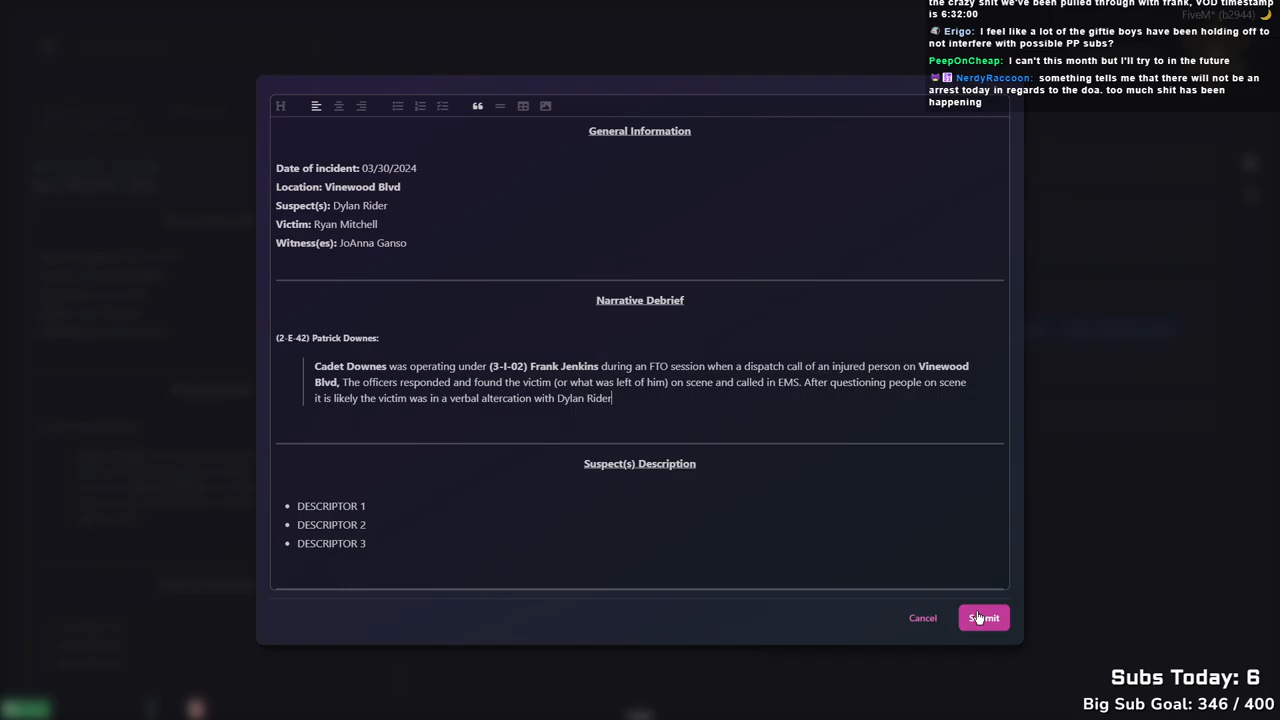 the crazy shit we've been pulled through with frank, VOD timestamp
is 6:32:00
FiveM* (b2944)
Erigo: I feel like a lot of the giftie boys have been holding off to
not interfere with possible PP subs?
PeepOnCheap: I can't this month but I'll try to in the future
NerdyRaccoon: something tells me that there will not be an
arrest today in regards to the doa. too much shit has been
happening
H
General Information
Date of incident: 03/30/2024
Location: Vinewood Blvd
Suspect(s): Dylan Rider
Victim: Ryan Mitchell
Witness(es): JoAnna Ganso
Narrative Debrief
(2-E-42) Patrick Downes:
Cadet Downes was operating under (3-I-02) Frank Jenkins during an FTO session when a dispatch call of an injured person on Vinewood
Blvd, The officers responded and found the victim (or what was left of him) on scene and called in EMS. After questioning people on scene
it is likely the victim was in a verbal altercation with Dylan Rider
Suspect(s) Description
DESCRIPTOR 1
DESCRIPTOR 2
DESCRIPTOR 3
Cancel
Submit
Subs Today: 6
Big Sub Goal: 346 / 400